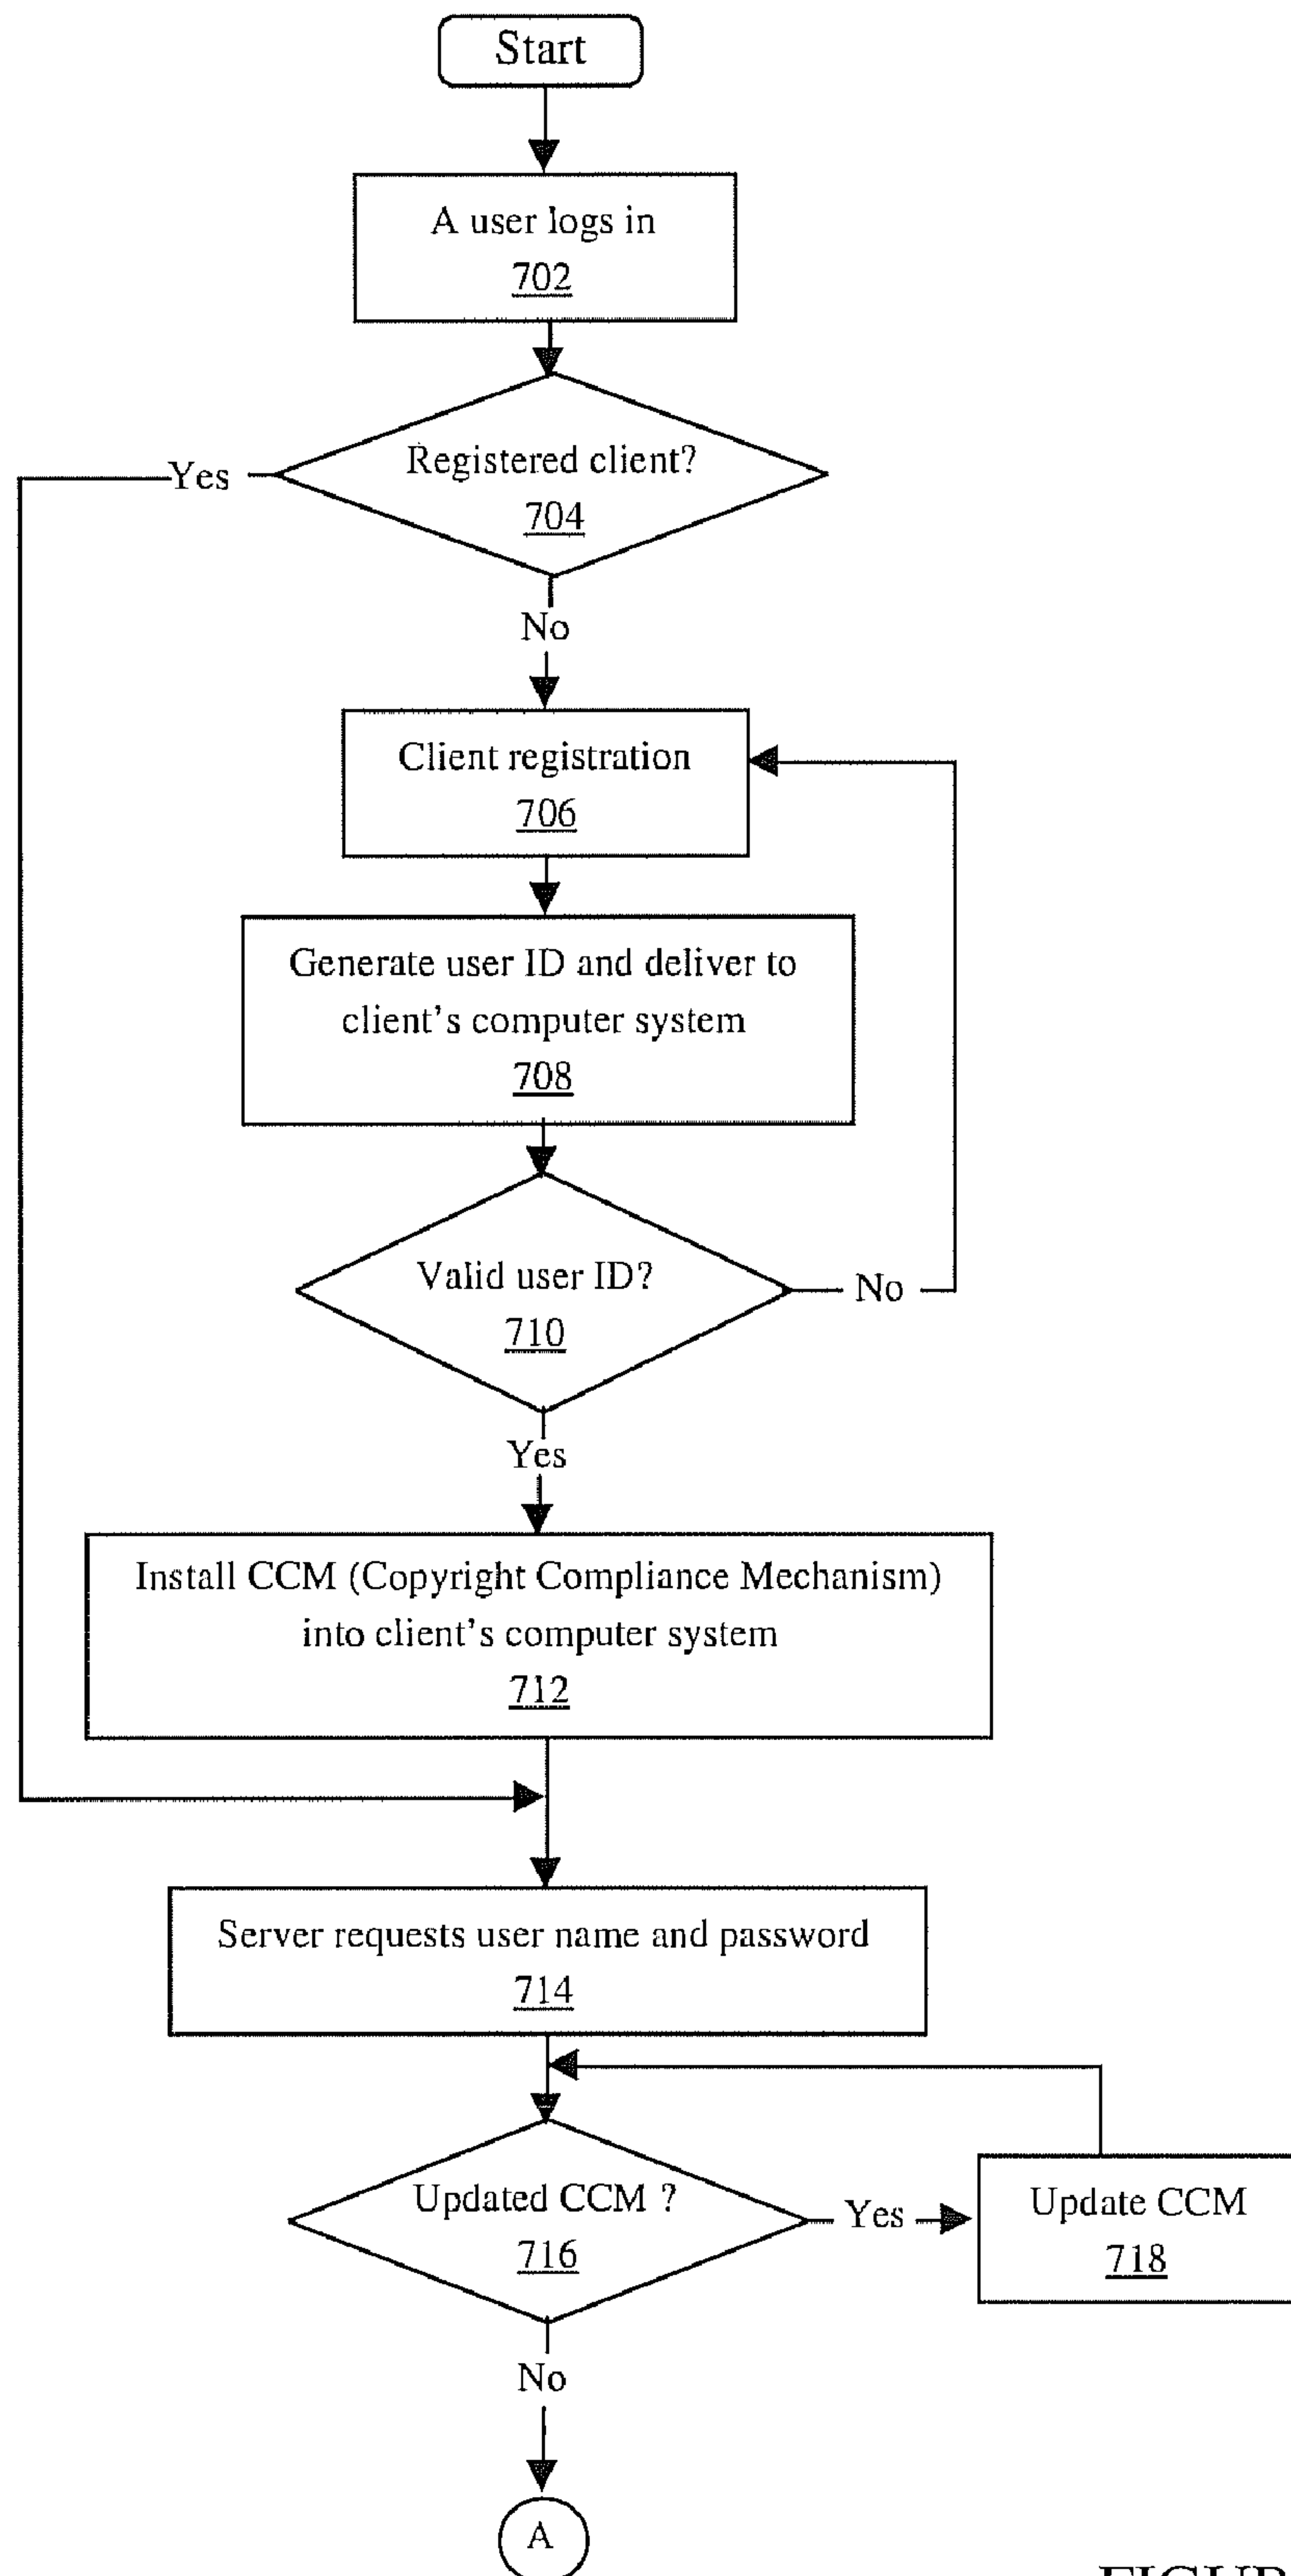 Start
A user logs in
702
Registered client?
704
Yes
No
Client registration
706
Generate user ID and deliver to
client's computer system
708
Valid user ID?
710
No
Yes
Install CCM (Copyright Compliance Mechanism)
into client's computer system
712
Server requests user name and password
714
Updated CCM ?
716
Yes
Update CCM
718
No
A